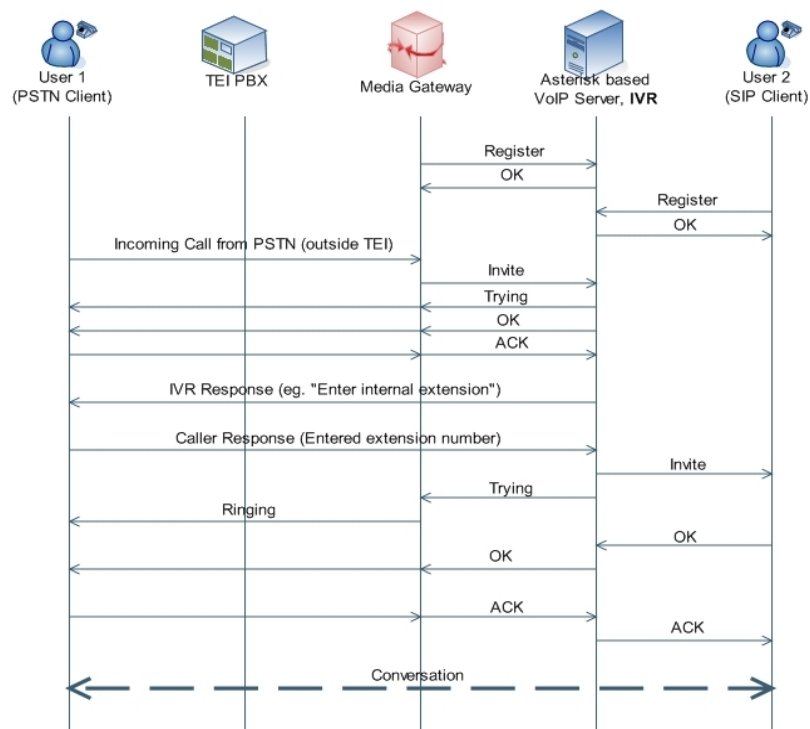 User 1
(PSTN Client)
TEI PBX
Media Gateway
Asterisk based
VoIP Server, IVR
User 2
(SIP Client)
Register
OK
Register
OK
Incoming Call from PSTN (outside TEI)
Invite
Trying
OK
ACK
IVR Response (eg. "Enter internal extension")
Caller Response (Entered extension number)
Invite
Trying
Ringing
OK
OK
ACK
ACK
Conversation